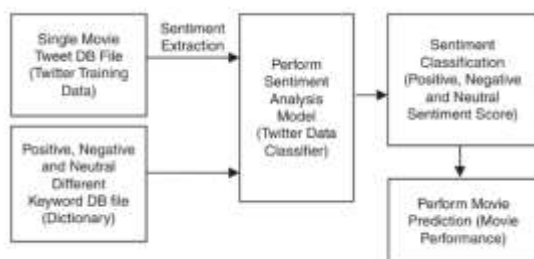 Single Movie
Tweet DB File
(Twitter Training
Data)
Sentiment
Extraction
Positive, Negative
and Neutral
Different
Keyword DB file
(Dictionary)
Perform
Sentiment
Analysis
Model
(Twitter Data
Classifier)
Sentiment
Classification
(Positive, Negative
and Neutral
Sentiment Score)
Perform Movie
Prediction (Movie
Performance)